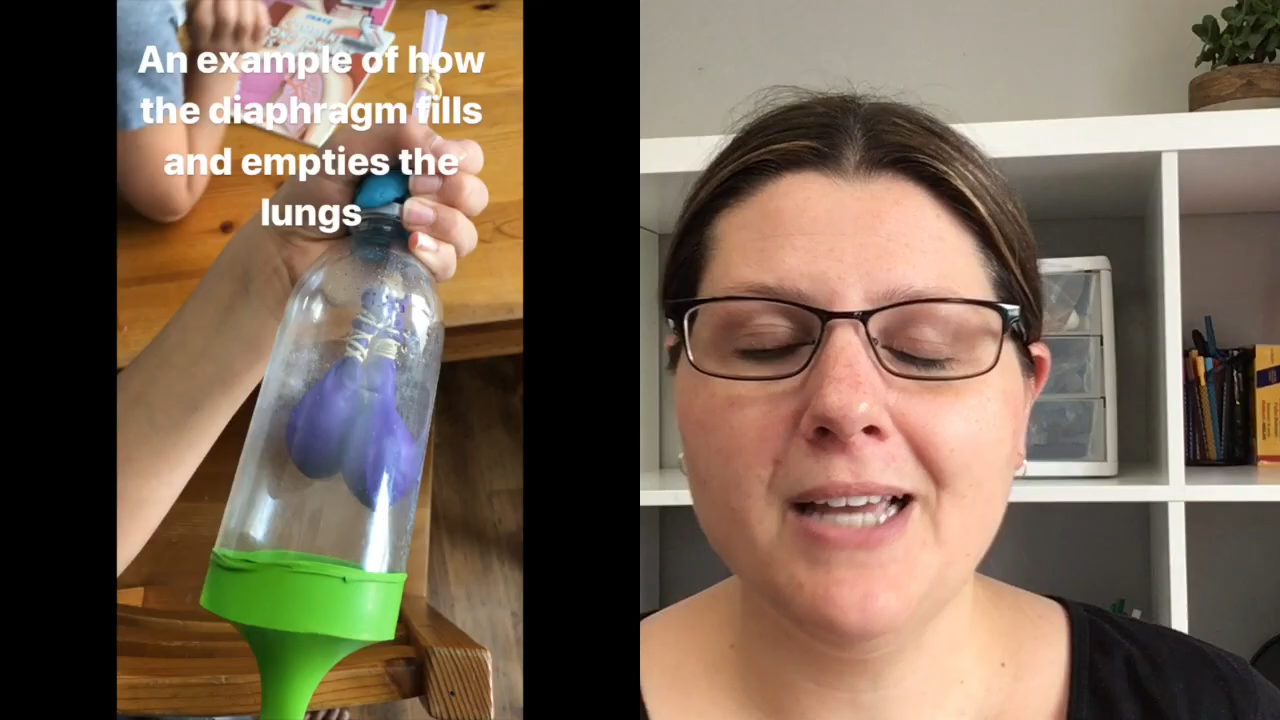 An example of how
the diaphragm fills
and empties the
lungs